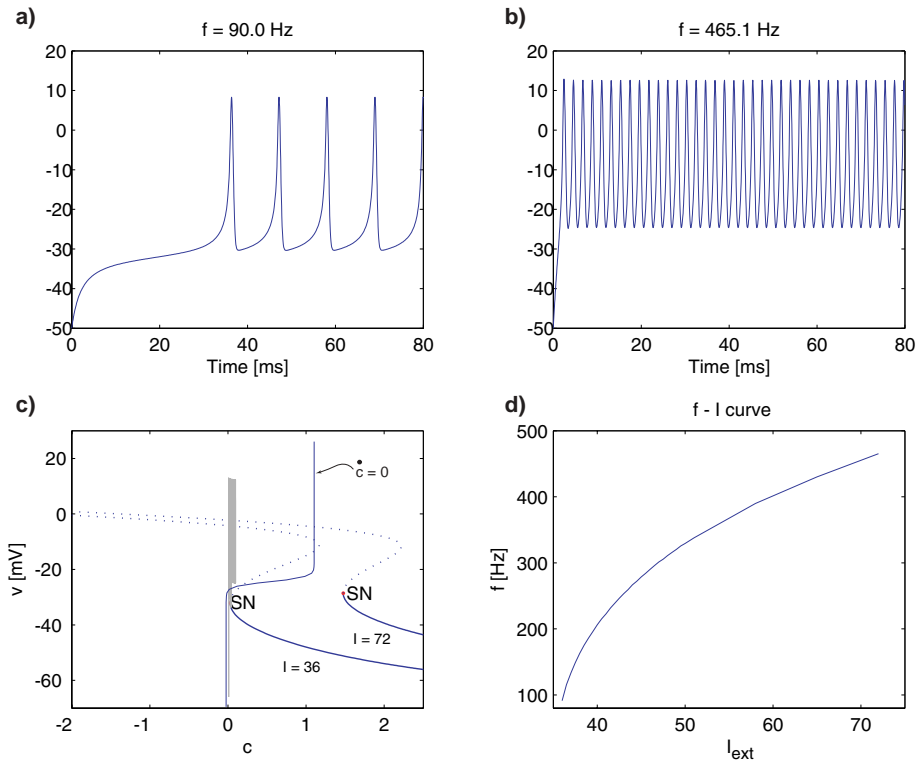 a)
f = 90.0 Hz
20
10
0
-10
-20
-30
-40
-50
0
20
40
60
80
Time [ms]
b)
f = 465.1 Hz
20
10
0
-10
-20
-30
-40
-50
0
20
40
60
80
Time [ms]
c)
20
0
-20
-40
-60
v [mV]
-2
-1
0
1
2
c
ċ = 0
SN
SN
I = 72
I = 36
d)
f - I curve
500
400
300
200
100
f [Hz]
40
50
60
70
I_ext